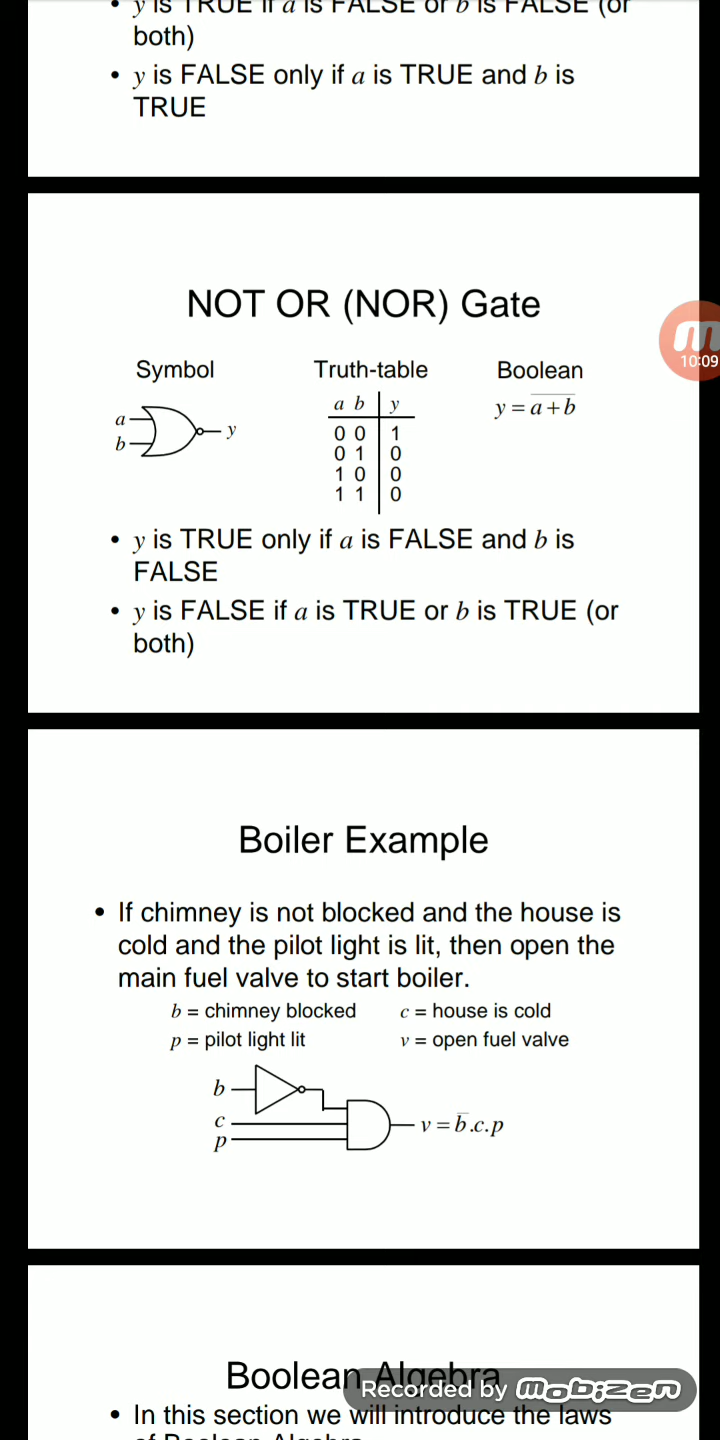 • y is TRUE if a is FALSE or b is FALSE (or
both)
• y is FALSE only if a is TRUE and b is
TRUE
NOT OR (NOR) Gate
Symbol Truth-table Boolean
a
b
y
a b y
0 0 1
0 1 0
1 0 0
1 1 0
y = \overline{a+b}
10:09
• y is TRUE only if a is FALSE and b is
FALSE
• y is FALSE if a is TRUE or b is TRUE (or
both)
Boiler Example
• If chimney is not blocked and the house is
cold and the pilot light is lit, then open the
main fuel valve to start boiler.
b = chimney blocked c = house is cold
p = pilot light lit v = open fuel valve
b
c
p
v = b̅.c.p
Boolean Algebra
Recorded by mobizen
• In this section we will introduce the laws
of Boolean Algebra